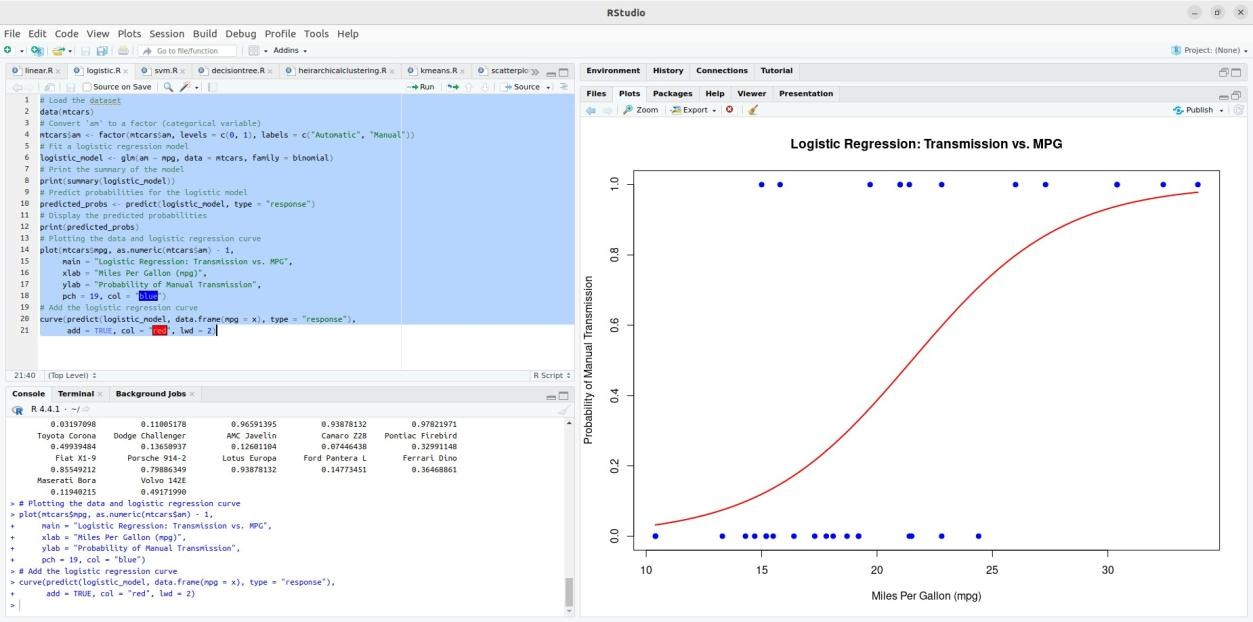 RStudio
File Edit Code View Plots Session Build Debug Profile Tools Help
Go to file/function Addins Project: (None)
linear.R logistic.R svm.R decisiontree.R heirarchicalclustering.R kmeans.R scatterplo
Source on Save Run Source
1 # Load the dataset
2 data(mtcars)
3 # Convert 'am' to a factor (categorical variable)
4 mtcars$am <- factor(mtcars$am, levels = c(0, 1), labels = c("Automatic", "Manual"))
5 # Fit a logistic regression model
6 logistic_model <- glm(am ~ mpg, data = mtcars, family = binomial)
7 # Print the summary of the model
8 print(summary(logistic_model))
9 # Predict probabilities for the logistic model
10 predicted_probs <- predict(logistic_model, type = "response")
11 # Display the predicted probabilities
12 print(predicted_probs)
13 # Plotting the data and logistic regression curve
14 plot(mtcars$mpg, as.numeric(mtcars$am) - 1,
15 main = "Logistic Regression: Transmission vs. MPG",
16 xlab = "Miles Per Gallon (mpg)",
17 ylab = "Probability of Manual Transmission",
18 pch = 19, col = "blue")
19 # Add the logistic regression curve
20 curve(predict(logistic_model, data.frame(mpg = x), type = "response"),
21 add = TRUE, col = "red", lwd = 2)
21:40 (Top Level) R Script
Console Terminal Background Jobs
R 4.4.1 · ~/
0.03197098 0.11005178 0.96591395 0.93878132 0.97821971
Toyota Corona Dodge Challenger AMC Javelin Camaro Z28 Pontiac Firebird
0.49939484 0.13650937 0.12601104 0.07446438 0.32991148
Fiat X1-9 Porsche 914-2 Lotus Europa Ford Pantera L Ferrari Dino
0.85549212 0.79886349 0.93878132 0.14773451 0.36468861
Maserati Bora Volvo 142E
0.11940215 0.49171990
> # Plotting the data and logistic regression curve
> plot(mtcars$mpg, as.numeric(mtcars$am) - 1,
+ main = "Logistic Regression: Transmission vs. MPG",
+ xlab = "Miles Per Gallon (mpg)",
+ ylab = "Probability of Manual Transmission",
+ pch = 19, col = "blue")
> # Add the logistic regression curve
> curve(predict(logistic_model, data.frame(mpg = x), type = "response"),
+ add = TRUE, col = "red", lwd = 2)
>
Environment History Connections Tutorial
Files Plots Packages Help Viewer Presentation
Zoom Export Publish
Logistic Regression: Transmission vs. MPG
Probability of Manual Transmission
1.0
0.8
0.6
0.4
0.2
0.0
10 15 20 25 30
Miles Per Gallon (mpg)